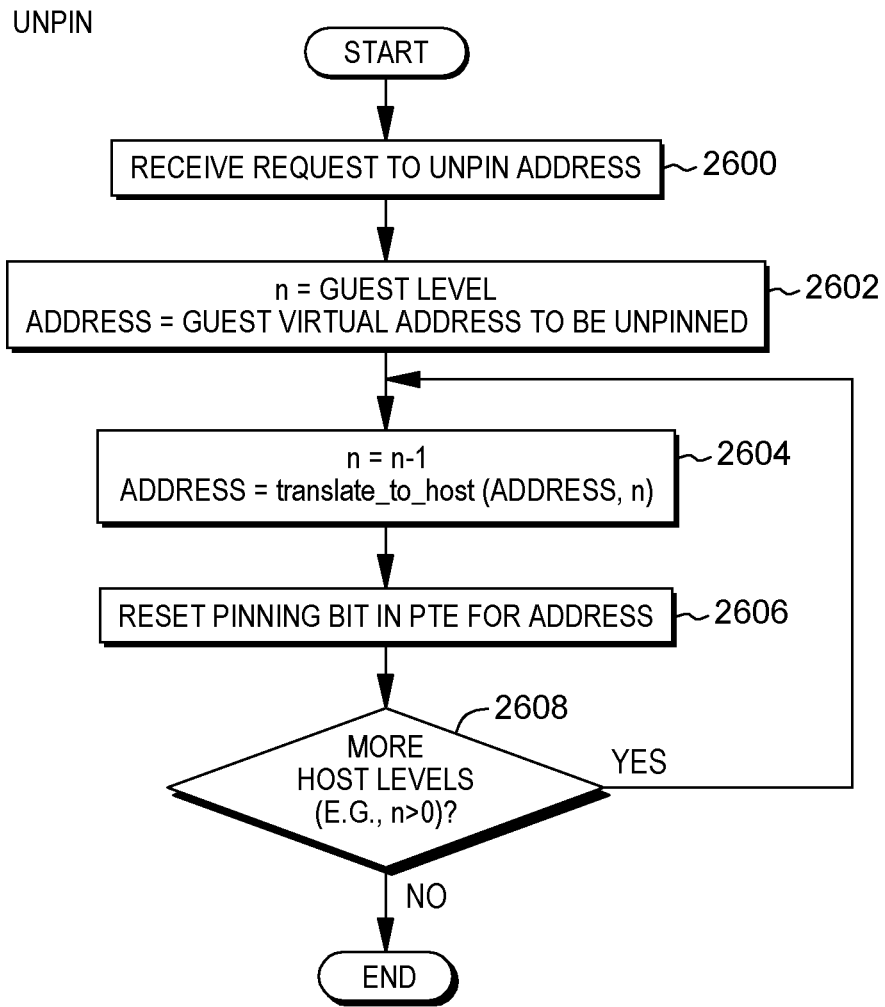 UNPIN
START
RECEIVE REQUEST TO UNPIN ADDRESS
2600
n = GUEST LEVEL
ADDRESS = GUEST VIRTUAL ADDRESS TO BE UNPINNED
2602
n = n-1
ADDRESS = translate_to_host (ADDRESS, n)
2604
RESET PINNING BIT IN PTE FOR ADDRESS
2606
2608
MORE
HOST LEVELS
(E.G., n>0)?
YES
NO
END